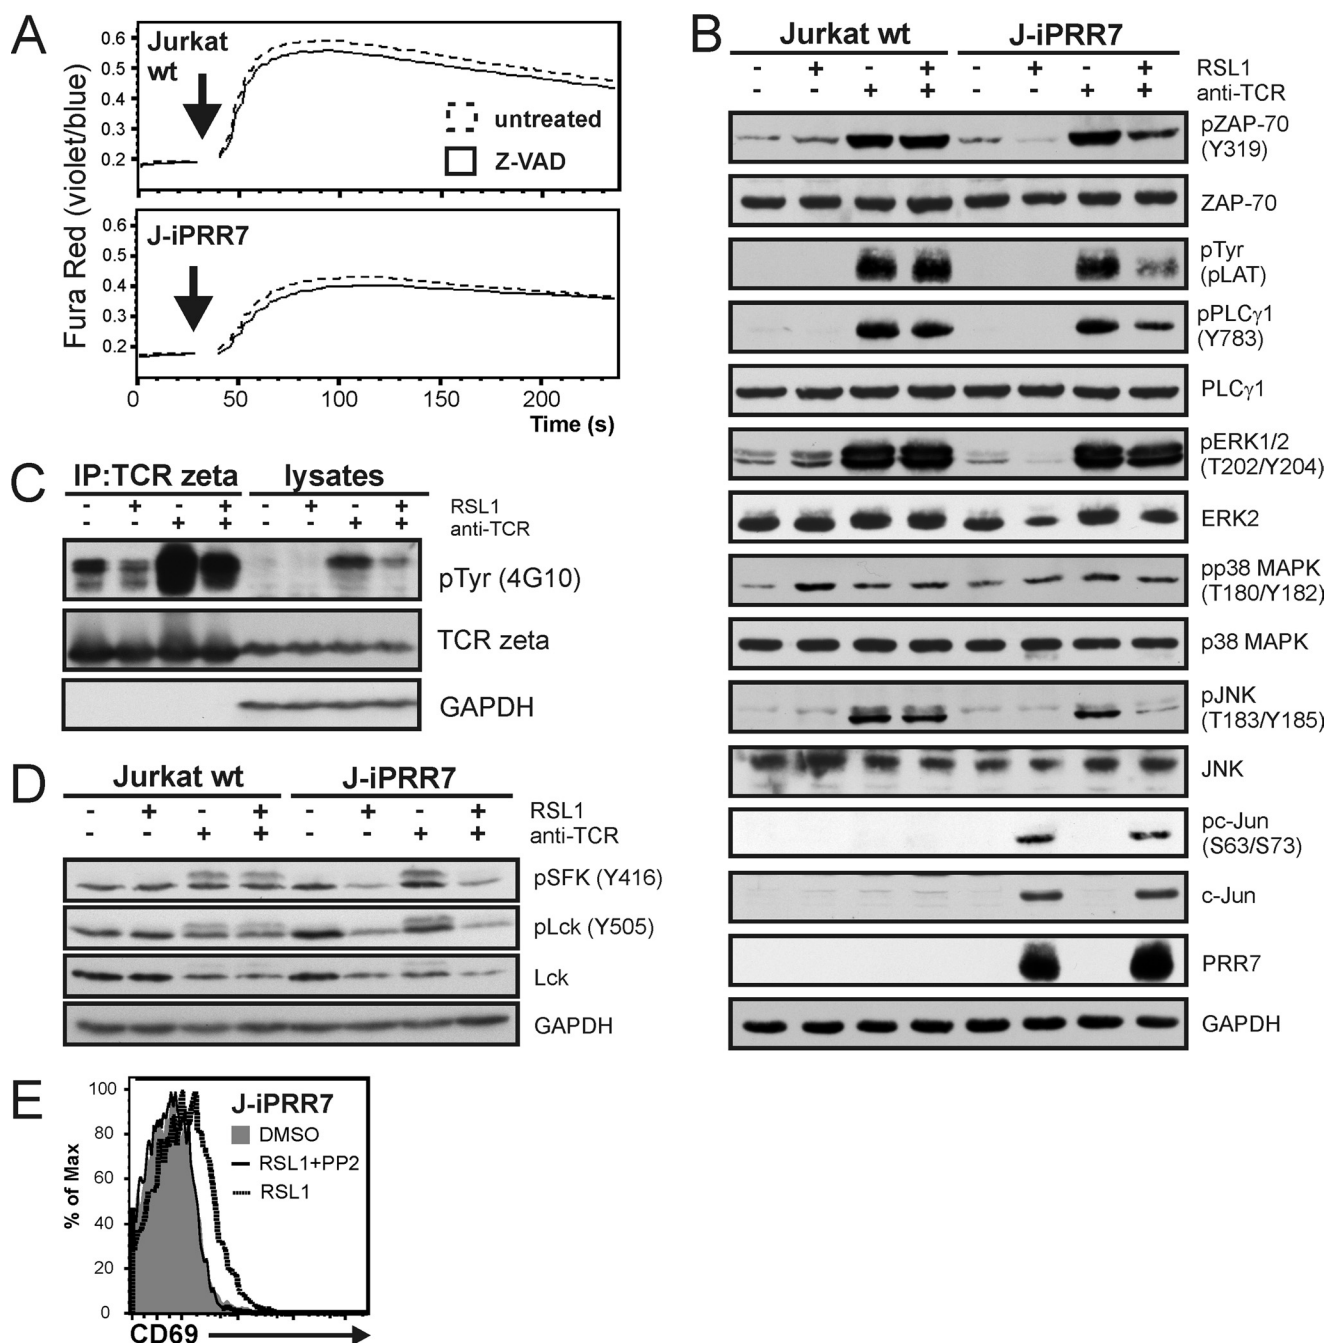 A
Fura Red (violet/blue)
0.6
0.5
0.4
0.3
0.2
Jurkat
wt
untreated
Z-VAD
0.6
0.5
0.4
0.3
0.2
J-iPRR7
0 50 100 150 200
Time (s)
B
Jurkat wt J-iPRR7
- + - + - + - + RSL1
- - + + - - + + anti-TCR
pZAP-70
(Y319)
ZAP-70
pTyr
(pLAT)
pPLCγ1
(Y783)
PLCγ1
pERK1/2
(T202/Y204)
ERK2
pp38 MAPK
(T180/Y182)
p38 MAPK
pJNK
(T183/Y185)
JNK
pc-Jun
(S63/S73)
c-Jun
PRR7
GAPDH
C
IP:TCR zeta lysates
- + - + - + - + RSL1
- - + + - - + + anti-TCR
pTyr (4G10)
TCR zeta
GAPDH
D
Jurkat wt J-iPRR7
- + - + - + - + RSL1
- - + + - - + + anti-TCR
pSFK (Y416)
pLck (Y505)
Lck
GAPDH
E
% of Max
100
80
60
40
20
0
J-iPRR7
DMSO
RSL1+PP2
RSL1
CD69